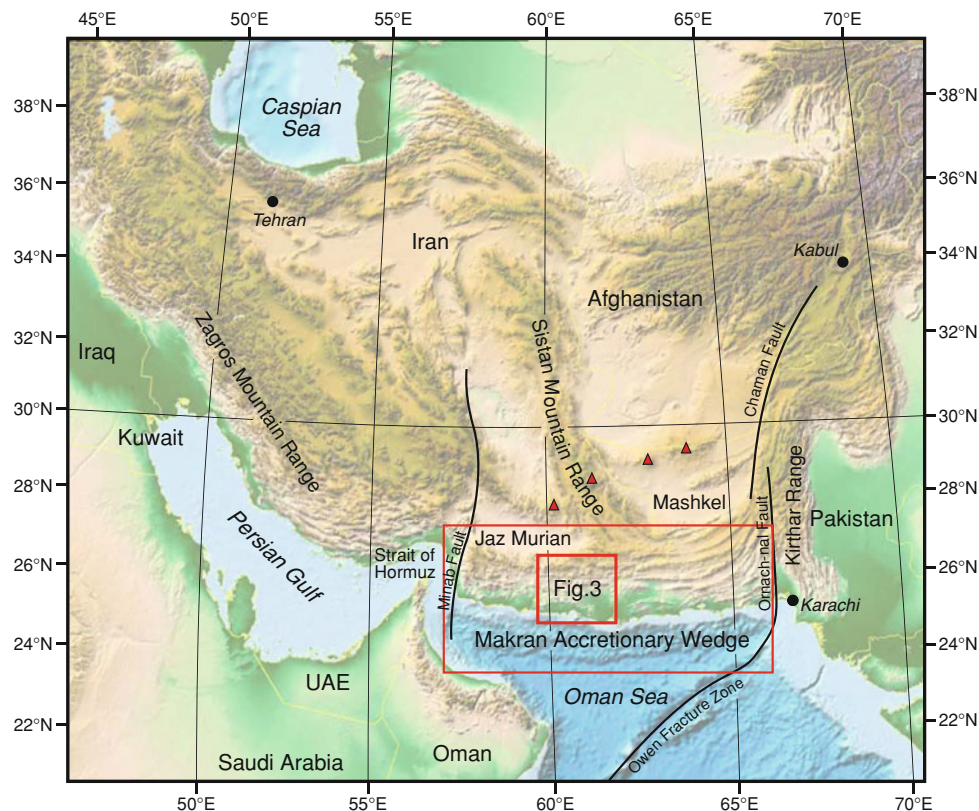 45°E 50°E 55°E 60°E 65°E 70°E
38°N
36°N
34°N
32°N
30°N
28°N
26°N
24°N
22°N
38°N
36°N
34°N
32°N
30°N
28°N
26°N
24°N
22°N
Caspian
Sea
Tehran
Iran
Kabul
Afghanistan
Iraq
Zagros Mountain Range
Sistan Mountain Range
Chaman Fault
Kuwait
Mashkel
Kirthar Range
Pakistan
Persian Gulf
Strait of
Hormuz
Minab Fault
Jaz Murian
Ornach-nal Fault
Fig.3
Karachi
Makran Accretionary Wedge
UAE
Oman Sea
Owen Fracture Zone
Saudi Arabia
Oman
50°E 55°E 60°E 65°E 70°E